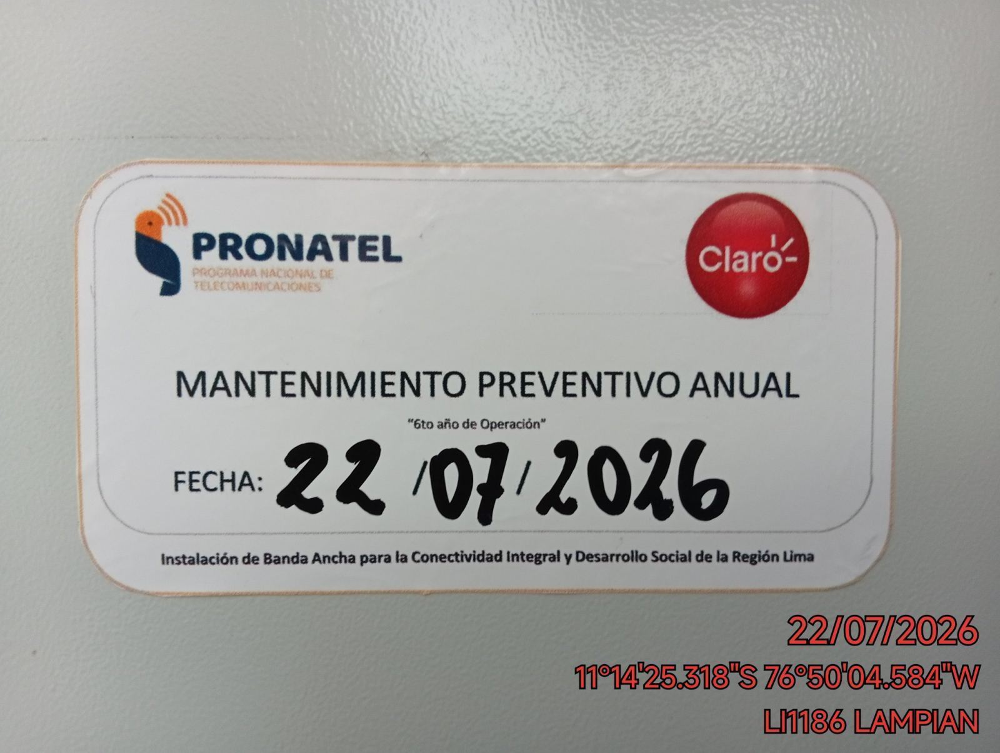 PRONATEL
PROGRAMA NACIONAL DE
TELECOMUNICACIONES
Claro
MANTENIMIENTO PREVENTIVO ANUAL
"6to año de Operación"
FECHA: 22/07/2026
Instalación de Banda Ancha para la Conectividad Integral y Desarrollo Social de la Región Lima
22/07/2026
11°14'25.318"S 76°50'04.584"W
LI1186 LAMPIAN